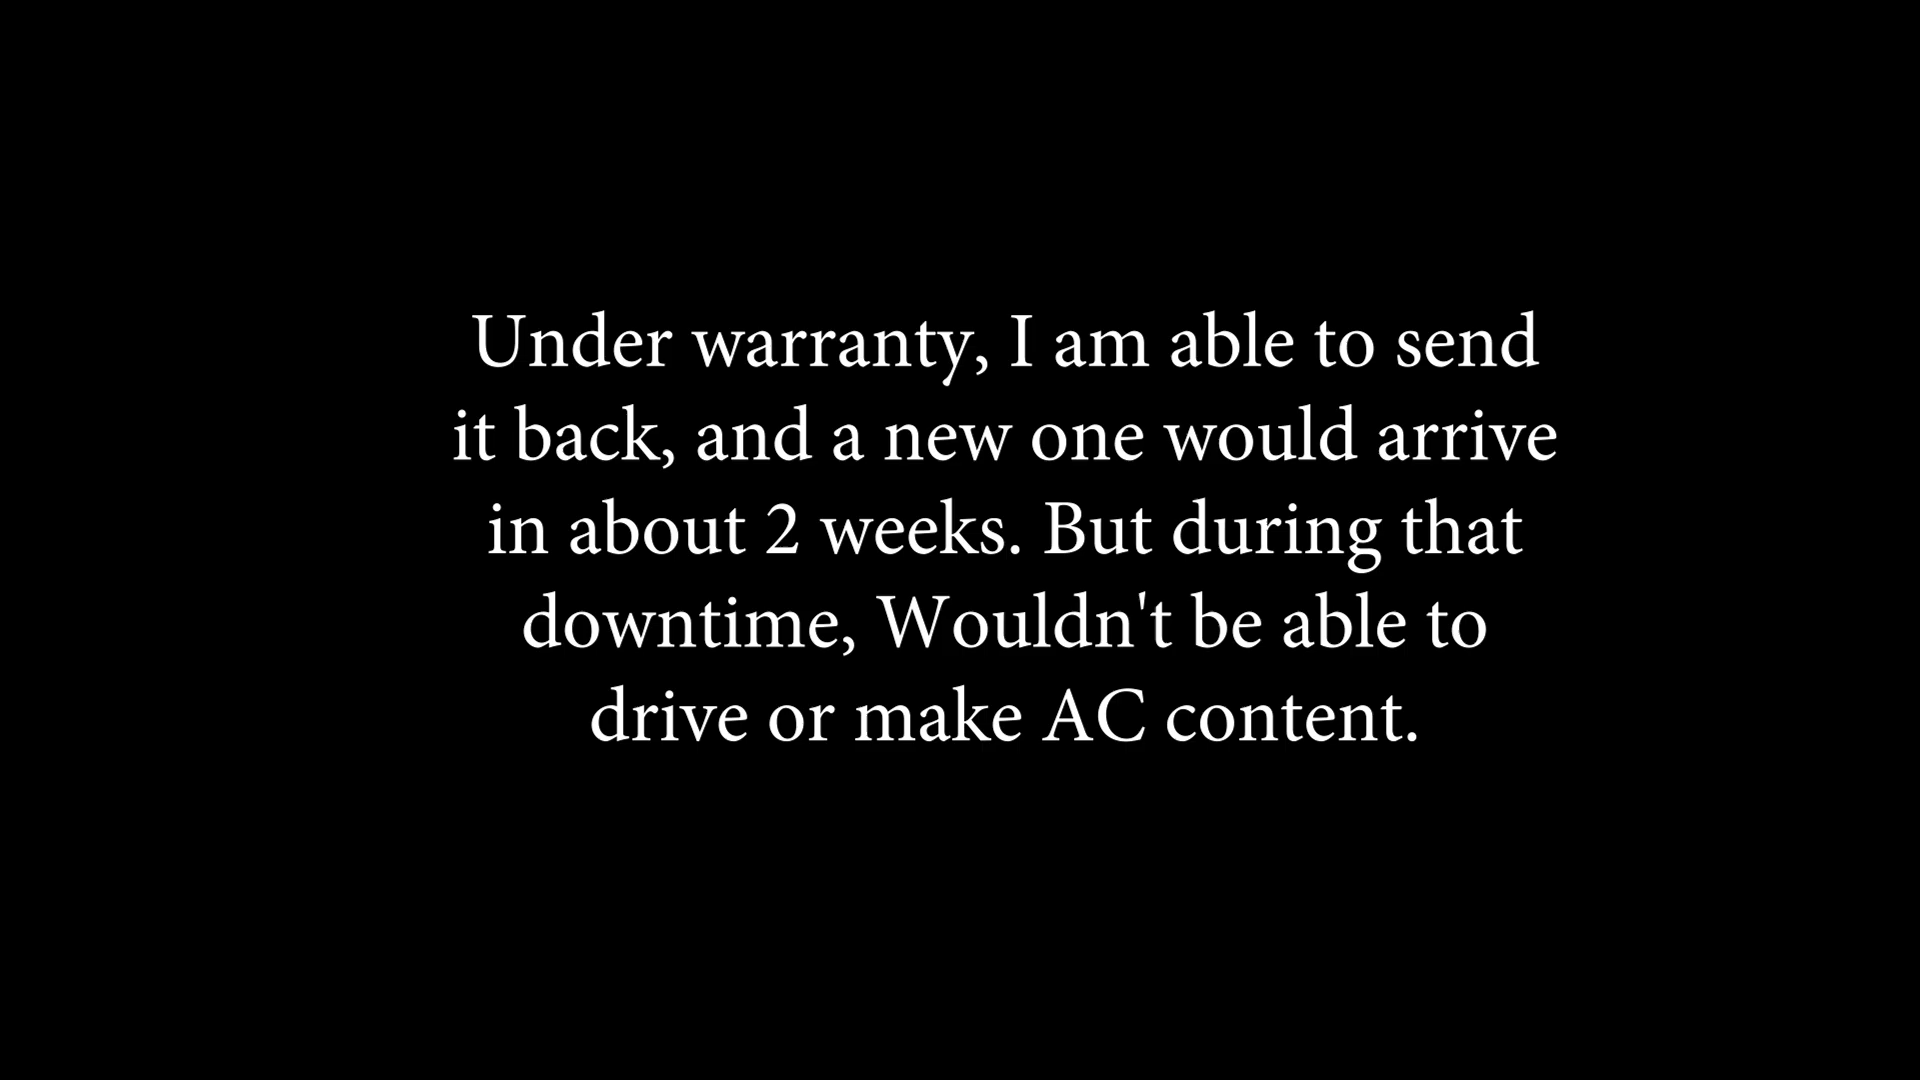 Under warranty, I am able to send
it back, and a new one would arrive
in about 2 weeks. But during that
downtime, Wouldn't be able to
drive or make AC content.